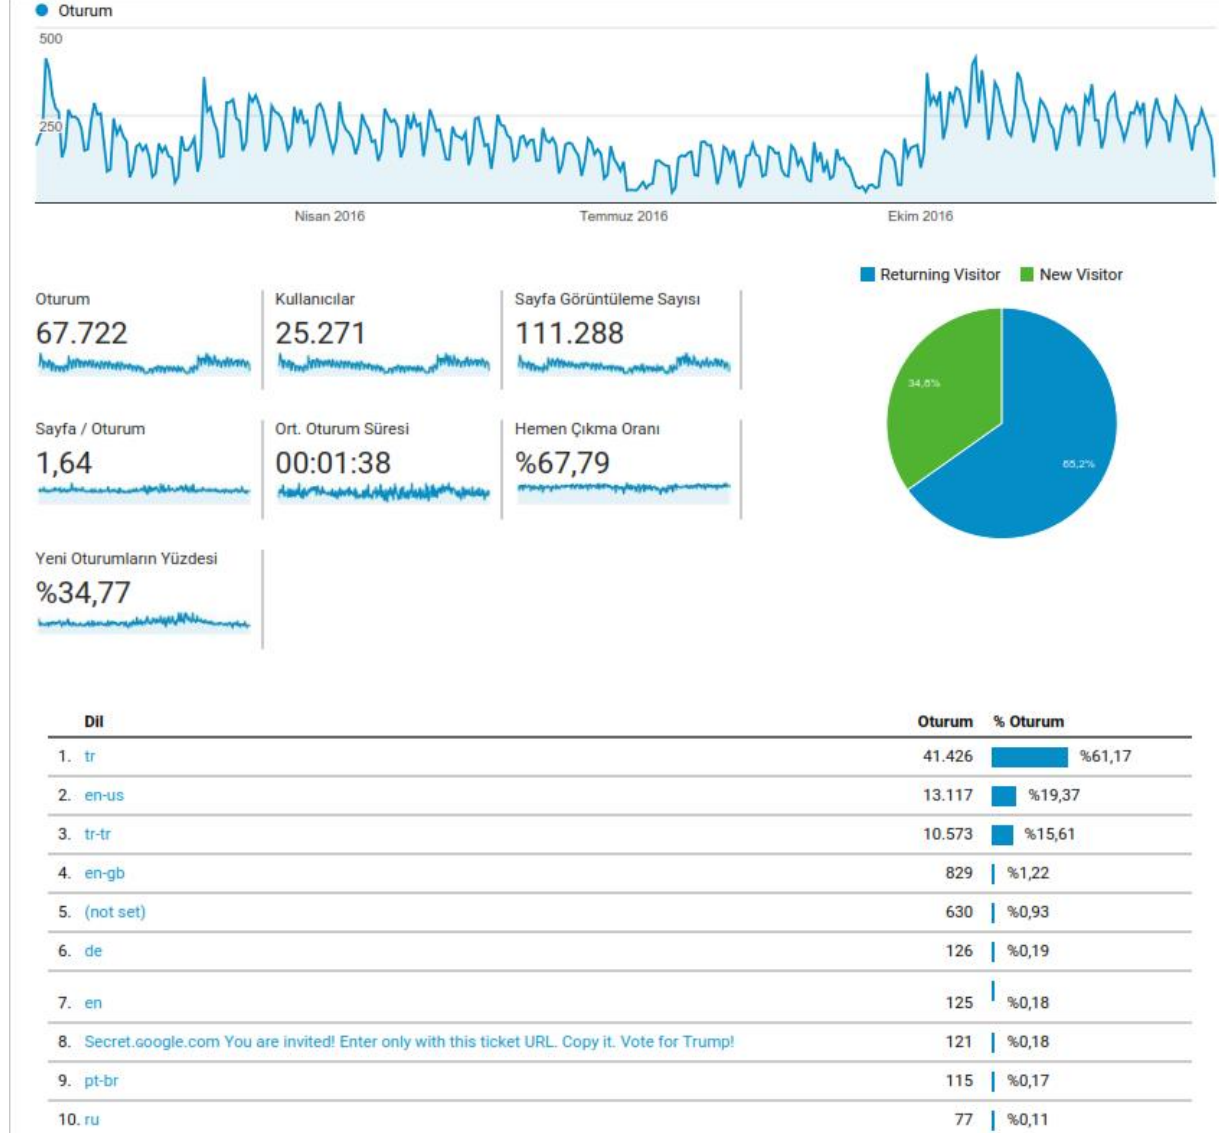 Oturum
500
250
Nisan 2016 Temmuz 2016 Ekim 2016
Returning Visitor New Visitor
34,8%
65,2%
Oturum Kullanıcılar Sayfa Görüntüleme Sayısı
67.722 25.271 111.288
Sayfa / Oturum Ort. Oturum Süresi Hemen Çıkma Oranı
1,64 00:01:38 %67,79
Yeni Oturumların Yüzdesi
%34,77
Dil Oturum % Oturum
1. tr 41.426 %61,17
2. en-us 13.117 %19,37
3. tr-tr 10.573 %15,61
4. en-gb 829 %1,22
5. (not set) 630 %0,93
6. de 126 %0,19
7. en 125 %0,18
8. Secret.ɢoogle.com You are invited! Enter only with this ticket URL. Copy it. Vote for Trump! 121 %0,18
9. pt-br 115 %0,17
10. ru 77 %0,11